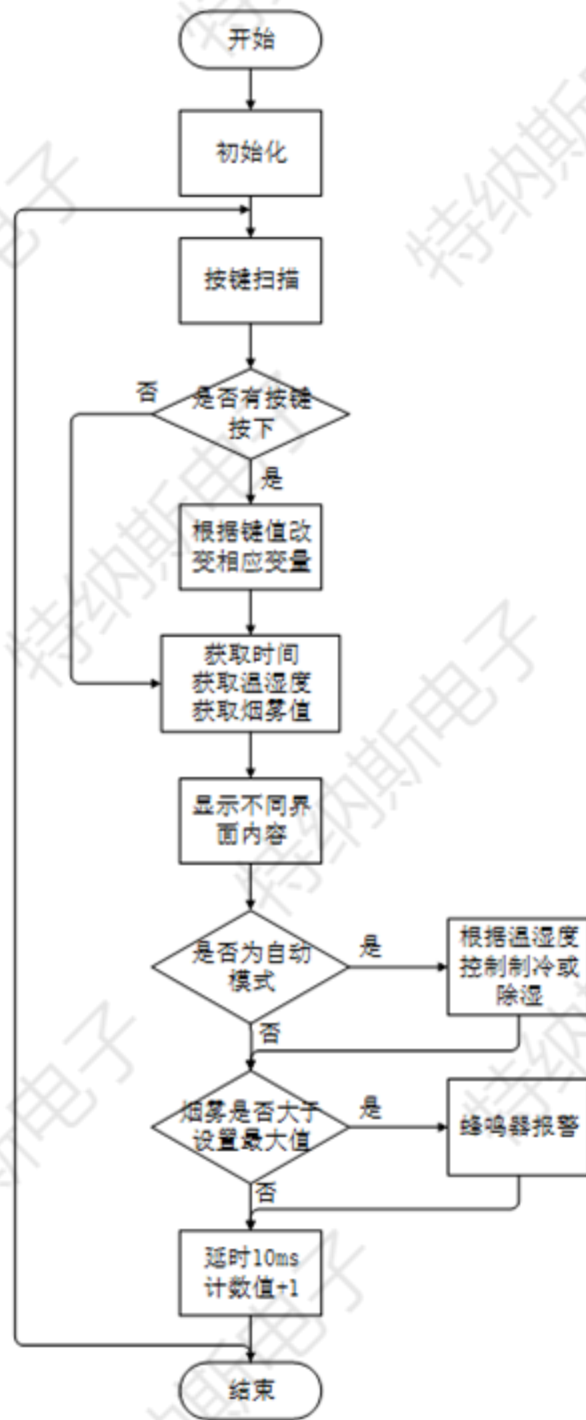 开始
初始化
按键扫描
否
是否有按键
按下
是
根据键值改
变相应变量
获取时间
获取温湿度
获取烟雾值
显示不同界
面内容
是否为自动
模式
是
根据温湿度
控制制冷或
除湿
否
烟雾是否大于
设置最大值
是
蜂鸣器报警
否
延时10ms
计数值+1
结束
特纳斯电子